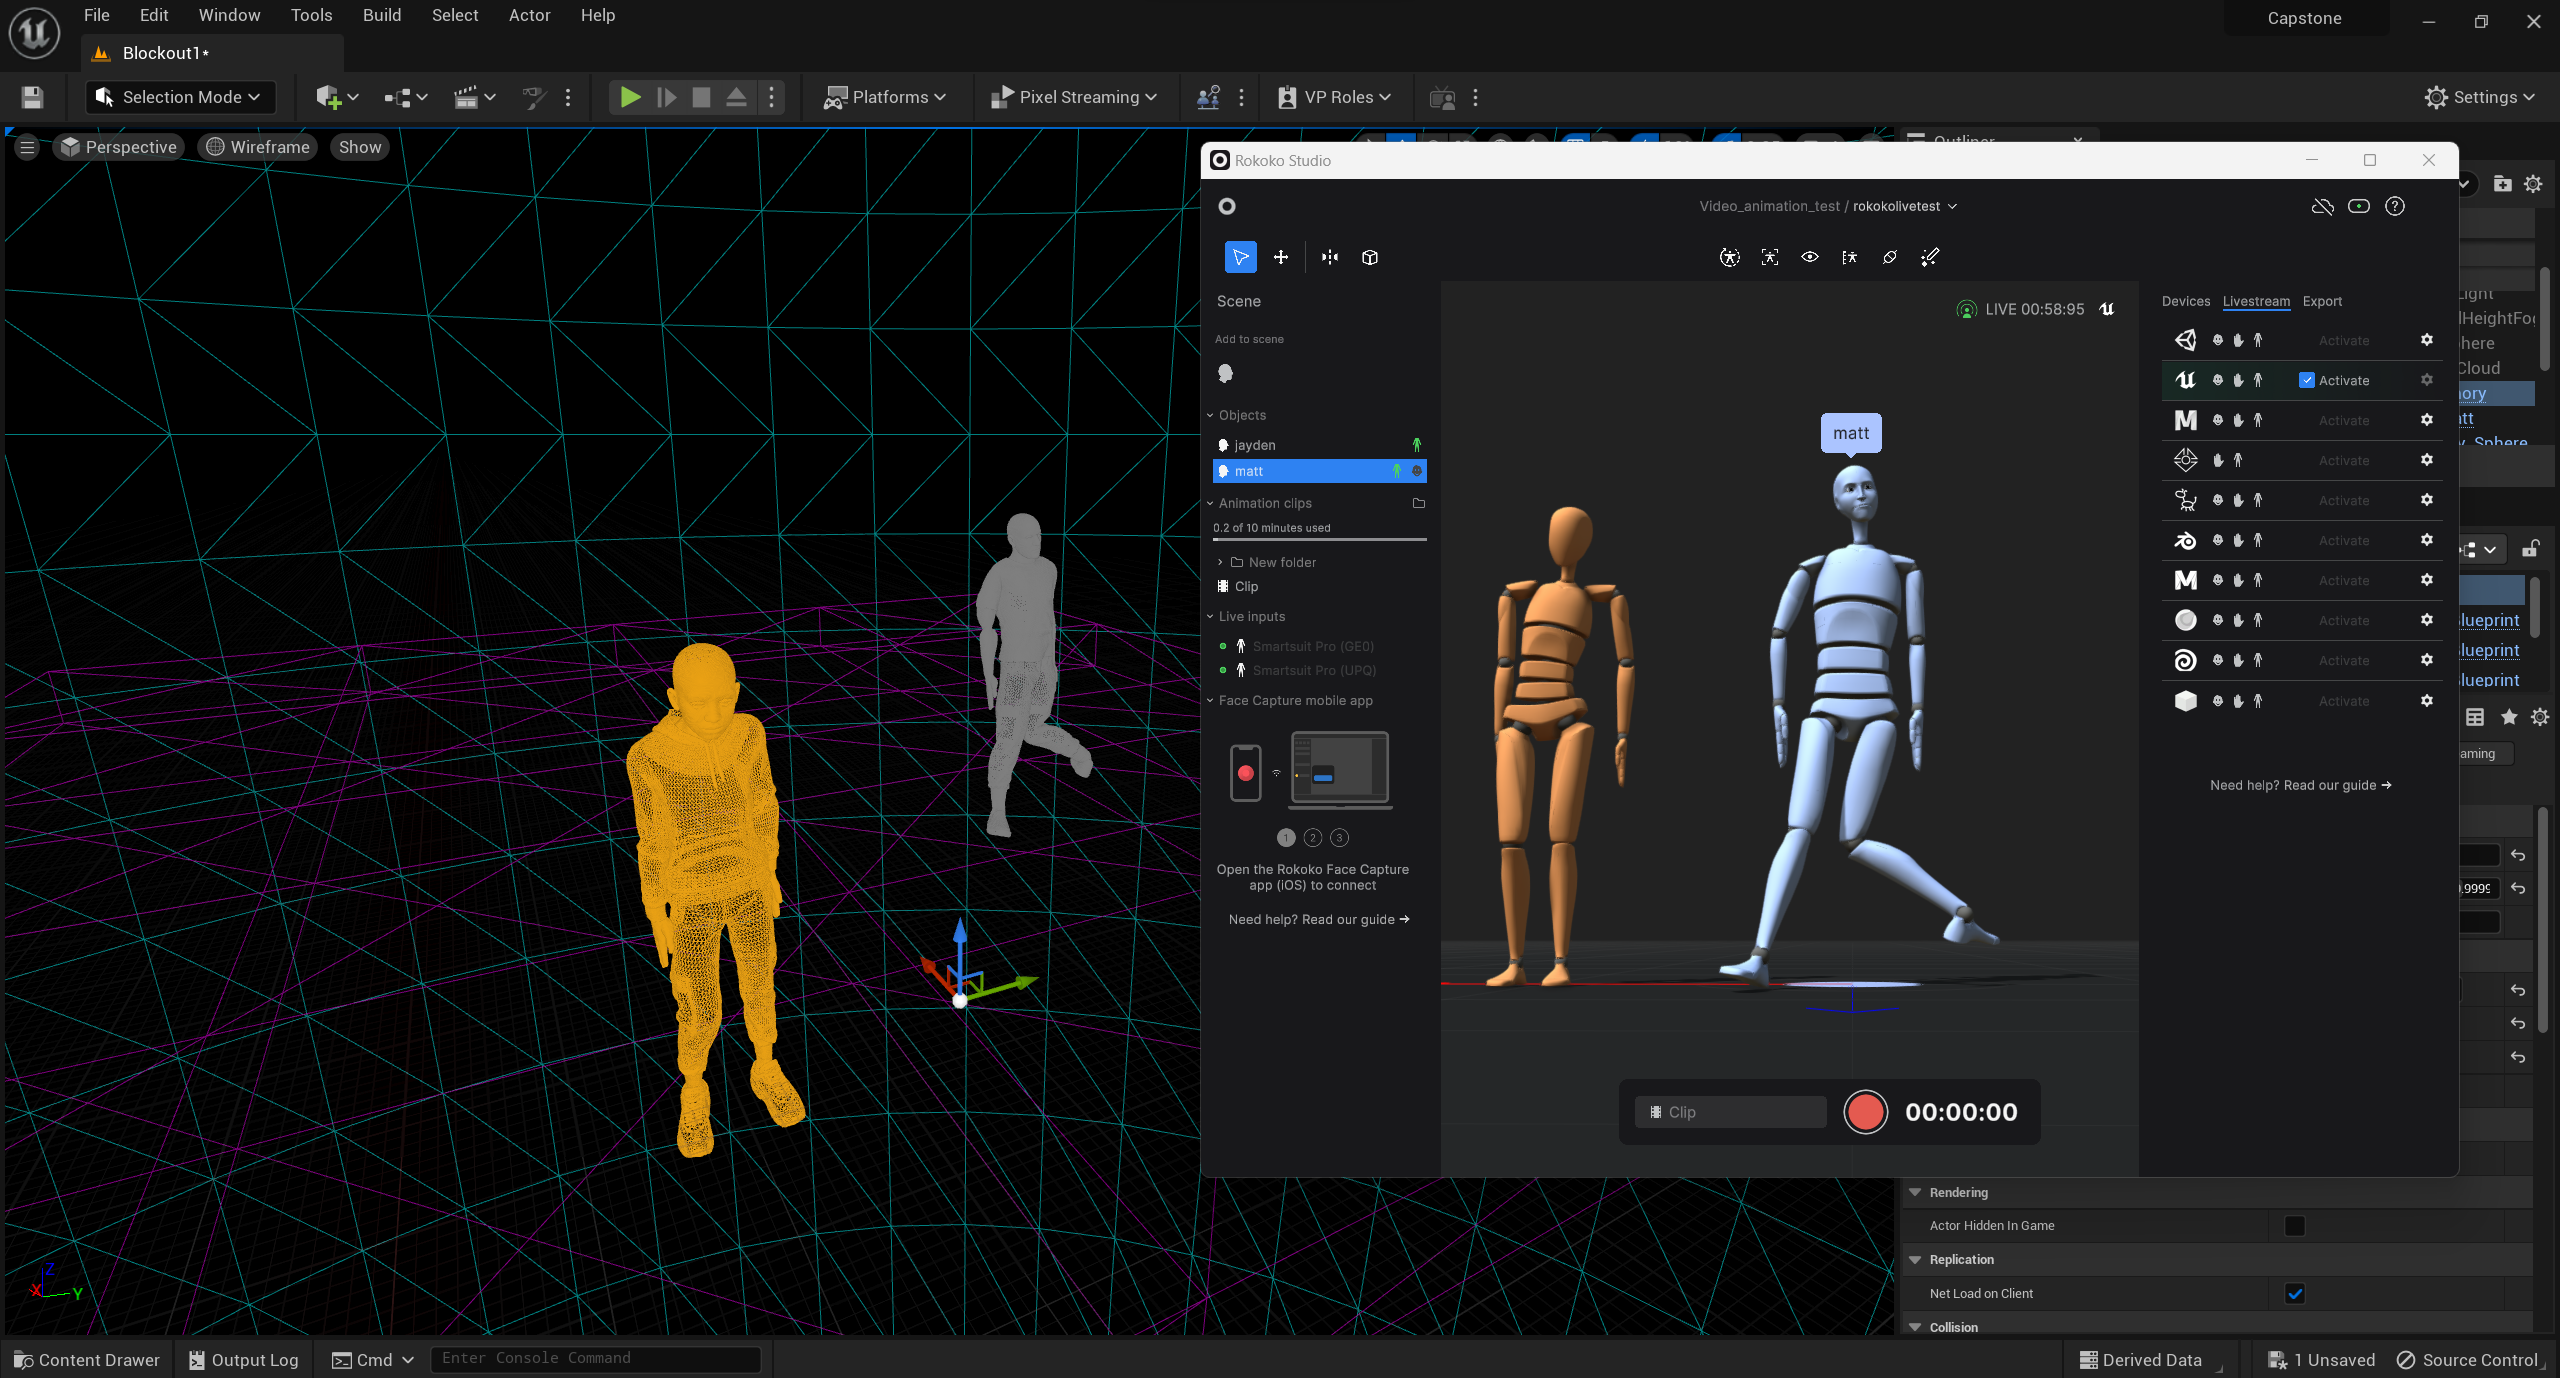 File Edit Window Tools Build Select Actor Help
Capstone
Blockout1*
Selection Mode
Platforms
Pixel Streaming
VP Roles
Settings
Perspective
Wireframe
Show
Outliner
Rokoko Studio
Video_animation_test / rokokolivetest
Scene
LIVE 00:58:95
Devices Livestream Export
Add to scene
Activate
Activate
Activate
Activate
Activate
Activate
Activate
Activate
Activate
Activate
Objects
jayden
matt
matt
Animation clips
0.2 of 10 minutes used
New folder
Clip
Live inputs
Smartsuit Pro (GE0)
Smartsuit Pro (UPQ)
Face Capture mobile app
1 2 3
Open the Rokoko Face Capture
app (iOS) to connect
Need help? Read our guide →
Need help? Read our guide →
Clip
00:00:00
Light
lHeightFog
here
Cloud
ory
tt
y_Sphere
lueprint
lueprint
lueprint
aming
.9999
Rendering
Actor Hidden In Game
Replication
Net Load on Client
Collision
Z
X
Y
Content Drawer
Output Log
Cmd
Enter Console Command
Derived Data
1 Unsaved
Source Control